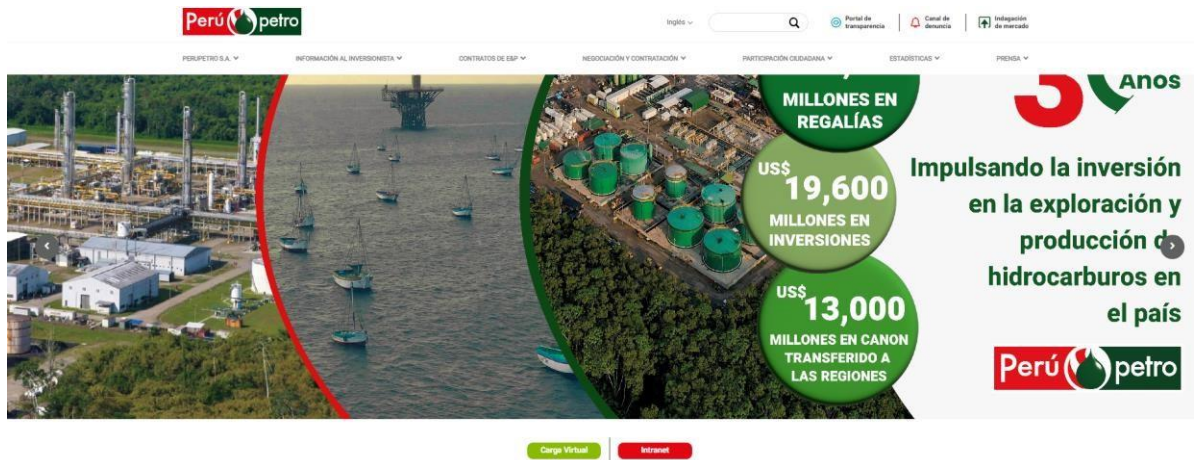 Perú petro
Inglés
Portal de
transparencia
Canal de
denuncia
Indagación
de mercado
PERUPETRO S.A.
INFORMACIÓN AL INVERSIONISTA
CONTRATOS DE E&P
NEGOCIACIÓN Y CONTRATACIÓN
PARTICIPACIÓN CIUDADANA
ESTADÍSTICAS
PRENSA
MILLONES EN
REGALÍAS
US$ 19,600
MILLONES EN
INVERSIONES
US$ 13,000
MILLONES EN CANON
TRANSFERIDO A
LAS REGIONES
Años
Impulsando la inversión
en la exploración y
producción
hidrocarburos en
el país
Perú petro
Carga Virtual
Intranet